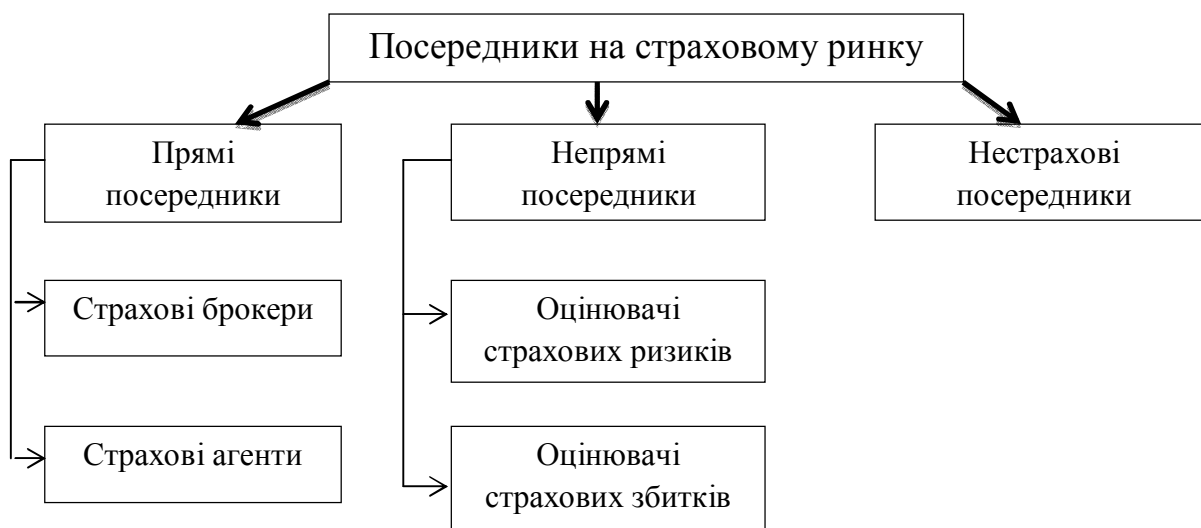 Посередники на страховому ринку
Прямі
посередники
Непрямі
посередники
Нестрахові
посередники
Страхові брокери
Оцінювачі
страхових ризиків
Страхові агенти
Оцінювачі
страхових збитків